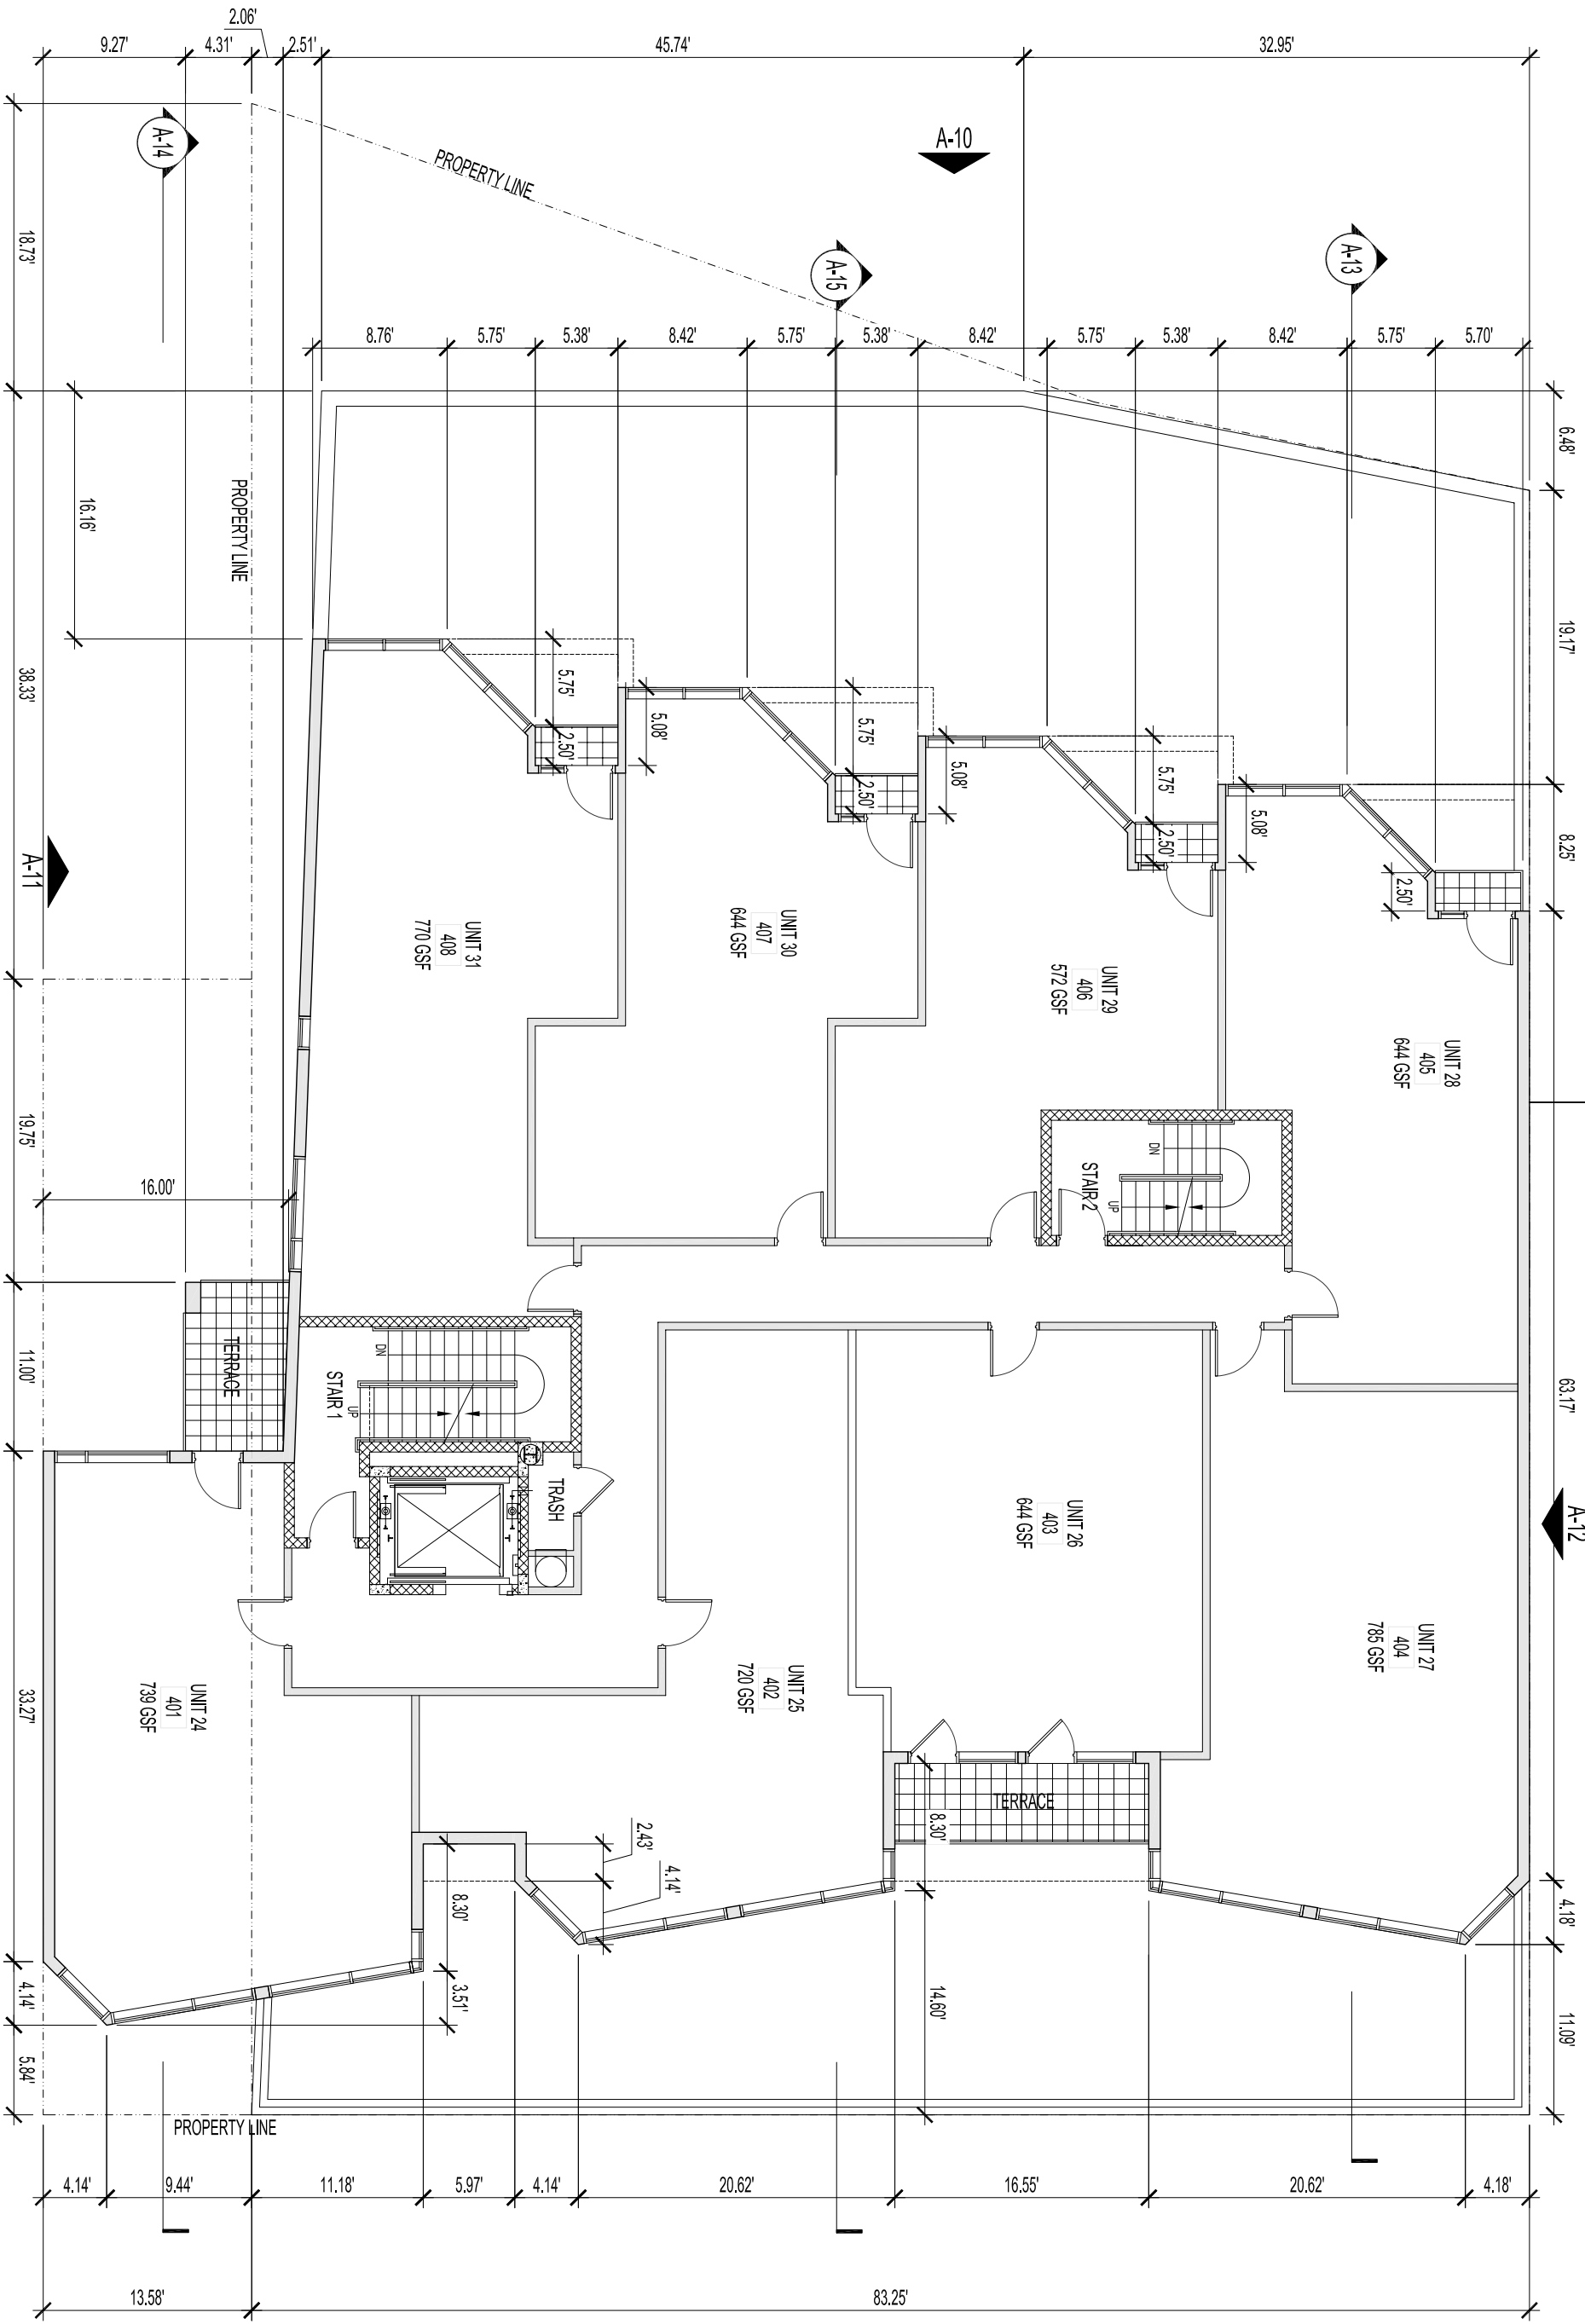 2.06'
9.27'
4.31'
2.51'
45.74'
32.95'
A-14
A-10
PROPERTY LINE
A-15
A-13
18.73'
8.76'
5.75'
5.38'
8.42'
5.75'
5.38'
8.42'
5.75'
5.38'
8.42'
5.75'
5.70'
6.48'
16.16'
PROPERTY LINE
38.33'
19.17'
5.75'
2.50'
5.08'
5.75'
2.50'
5.08'
5.75'
2.50'
5.08'
2.50'
8.25'
A-11
UNIT 31
408
770 GSF
UNIT 30
407
644 GSF
UNIT 29
406
572 GSF
UNIT 28
405
644 GSF
19.75'
16.00'
DN
UP
STAIR 2
63.17'
11.00'
TERRACE
DN
UP
STAIR 1
TRASH
A-12
UNIT 26
403
644 GSF
UNIT 27
404
785 GSF
UNIT 25
402
720 GSF
UNIT 24
401
739 GSF
33.27'
TERRACE
8.30'
2.43'
4.14'
8.30'
3.51'
14.60'
4.18'
11.09'
4.14'
5.84'
PROPERTY LINE
4.14'
9.44'
11.18'
5.97'
4.14'
20.62'
16.55'
20.62'
4.18'
13.58'
83.25'